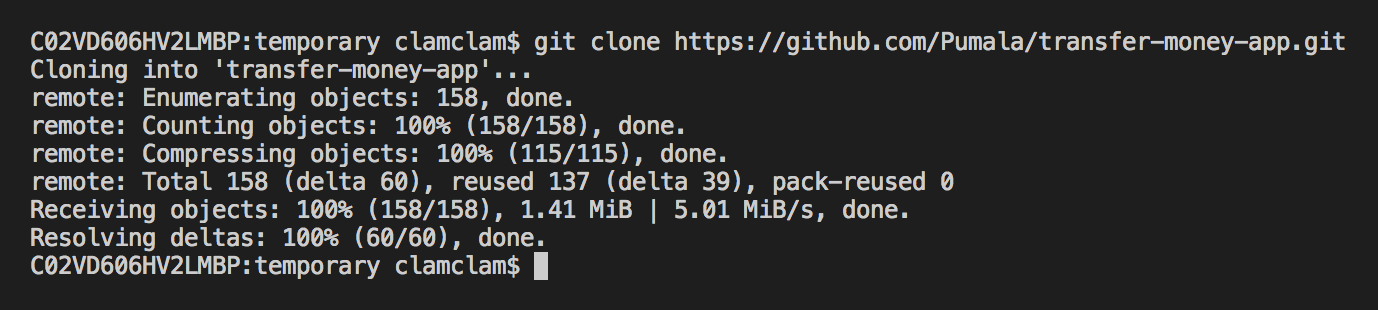 C02VD606HV2LMBP:temporary clamclam$ git clone https://github.com/Pumala/transfer-money-app.git
Cloning into 'transfer-money-app'...
remote: Enumerating objects: 158, done.
remote: Counting objects: 100% (158/158), done.
remote: Compressing objects: 100% (115/115), done.
remote: Total 158 (delta 60), reused 137 (delta 39), pack-reused 0
Receiving objects: 100% (158/158), 1.41 MiB | 5.01 MiB/s, done.
Resolving deltas: 100% (60/60), done.
C02VD606HV2LMBP:temporary clamclam$